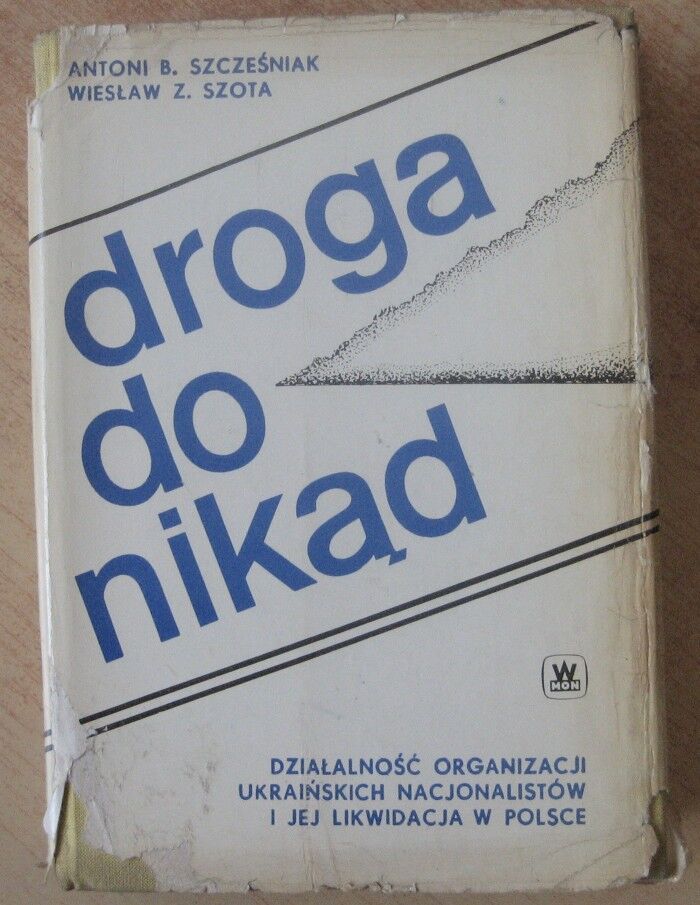 ANTONI B. SZCZEŚNIAK
WIESŁAW Z. SZOTA
droga
do
nikąd
W
MON
DZIAŁALNOŚĆ ORGANIZACJI
UKRAIŃSKICH NACJONALISTÓW
I JEJ LIKWIDACJA W POLSCE